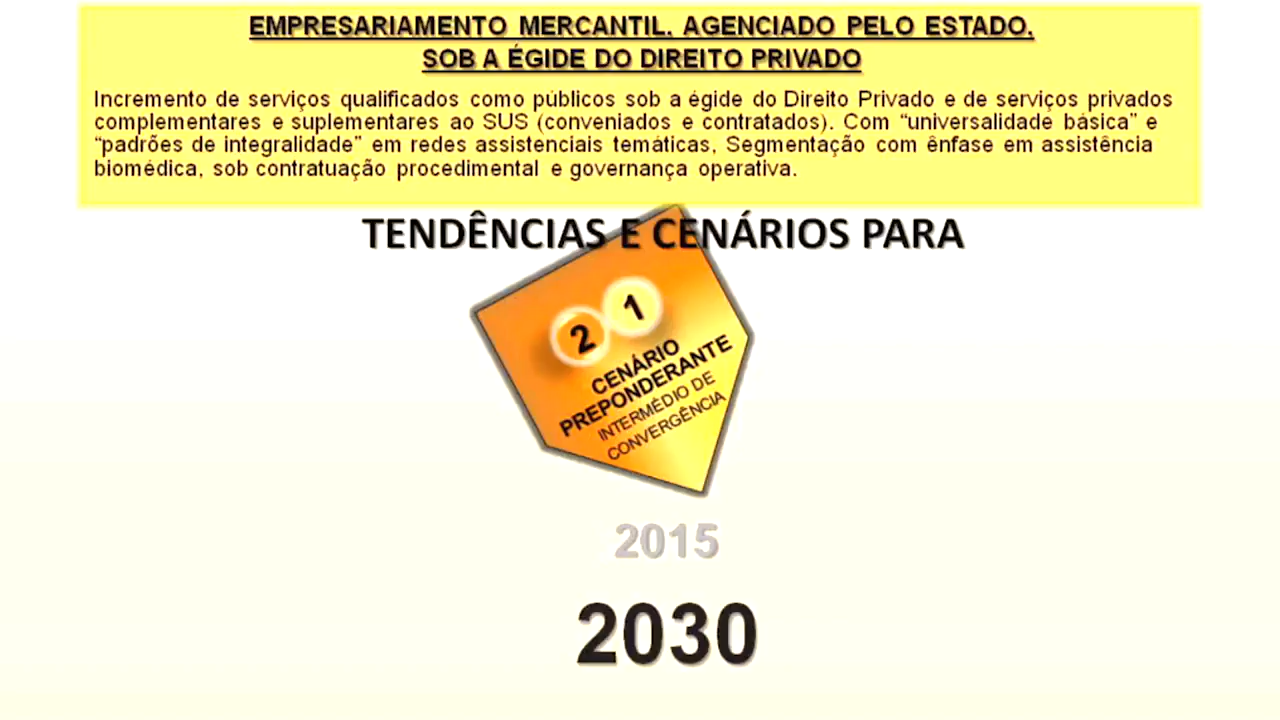 EMPRESARIAMENTO MERCANTIL. AGENCIADO PELO ESTADO.
SOB A ÉGIDE DO DIREITO PRIVADO
Incremento de serviços qualificados como públicos sob a égide do Direito Privado e de serviços privados
complementares e suplementares ao SUS (conveniados e contratados). Com “universalidade básica” e
“padrões de integralidade” em redes assistenciais temáticas, Segmentação com ênfase em assistência
biomédica, sob contratuação procedimental e governança operativa.
TENDÊNCIAS E CENÁRIOS PARA
2 1
CENÁRIO
PREPONDERANTE
INTERMÉDIO DE
CONVERGÊNCIA
2015
2030